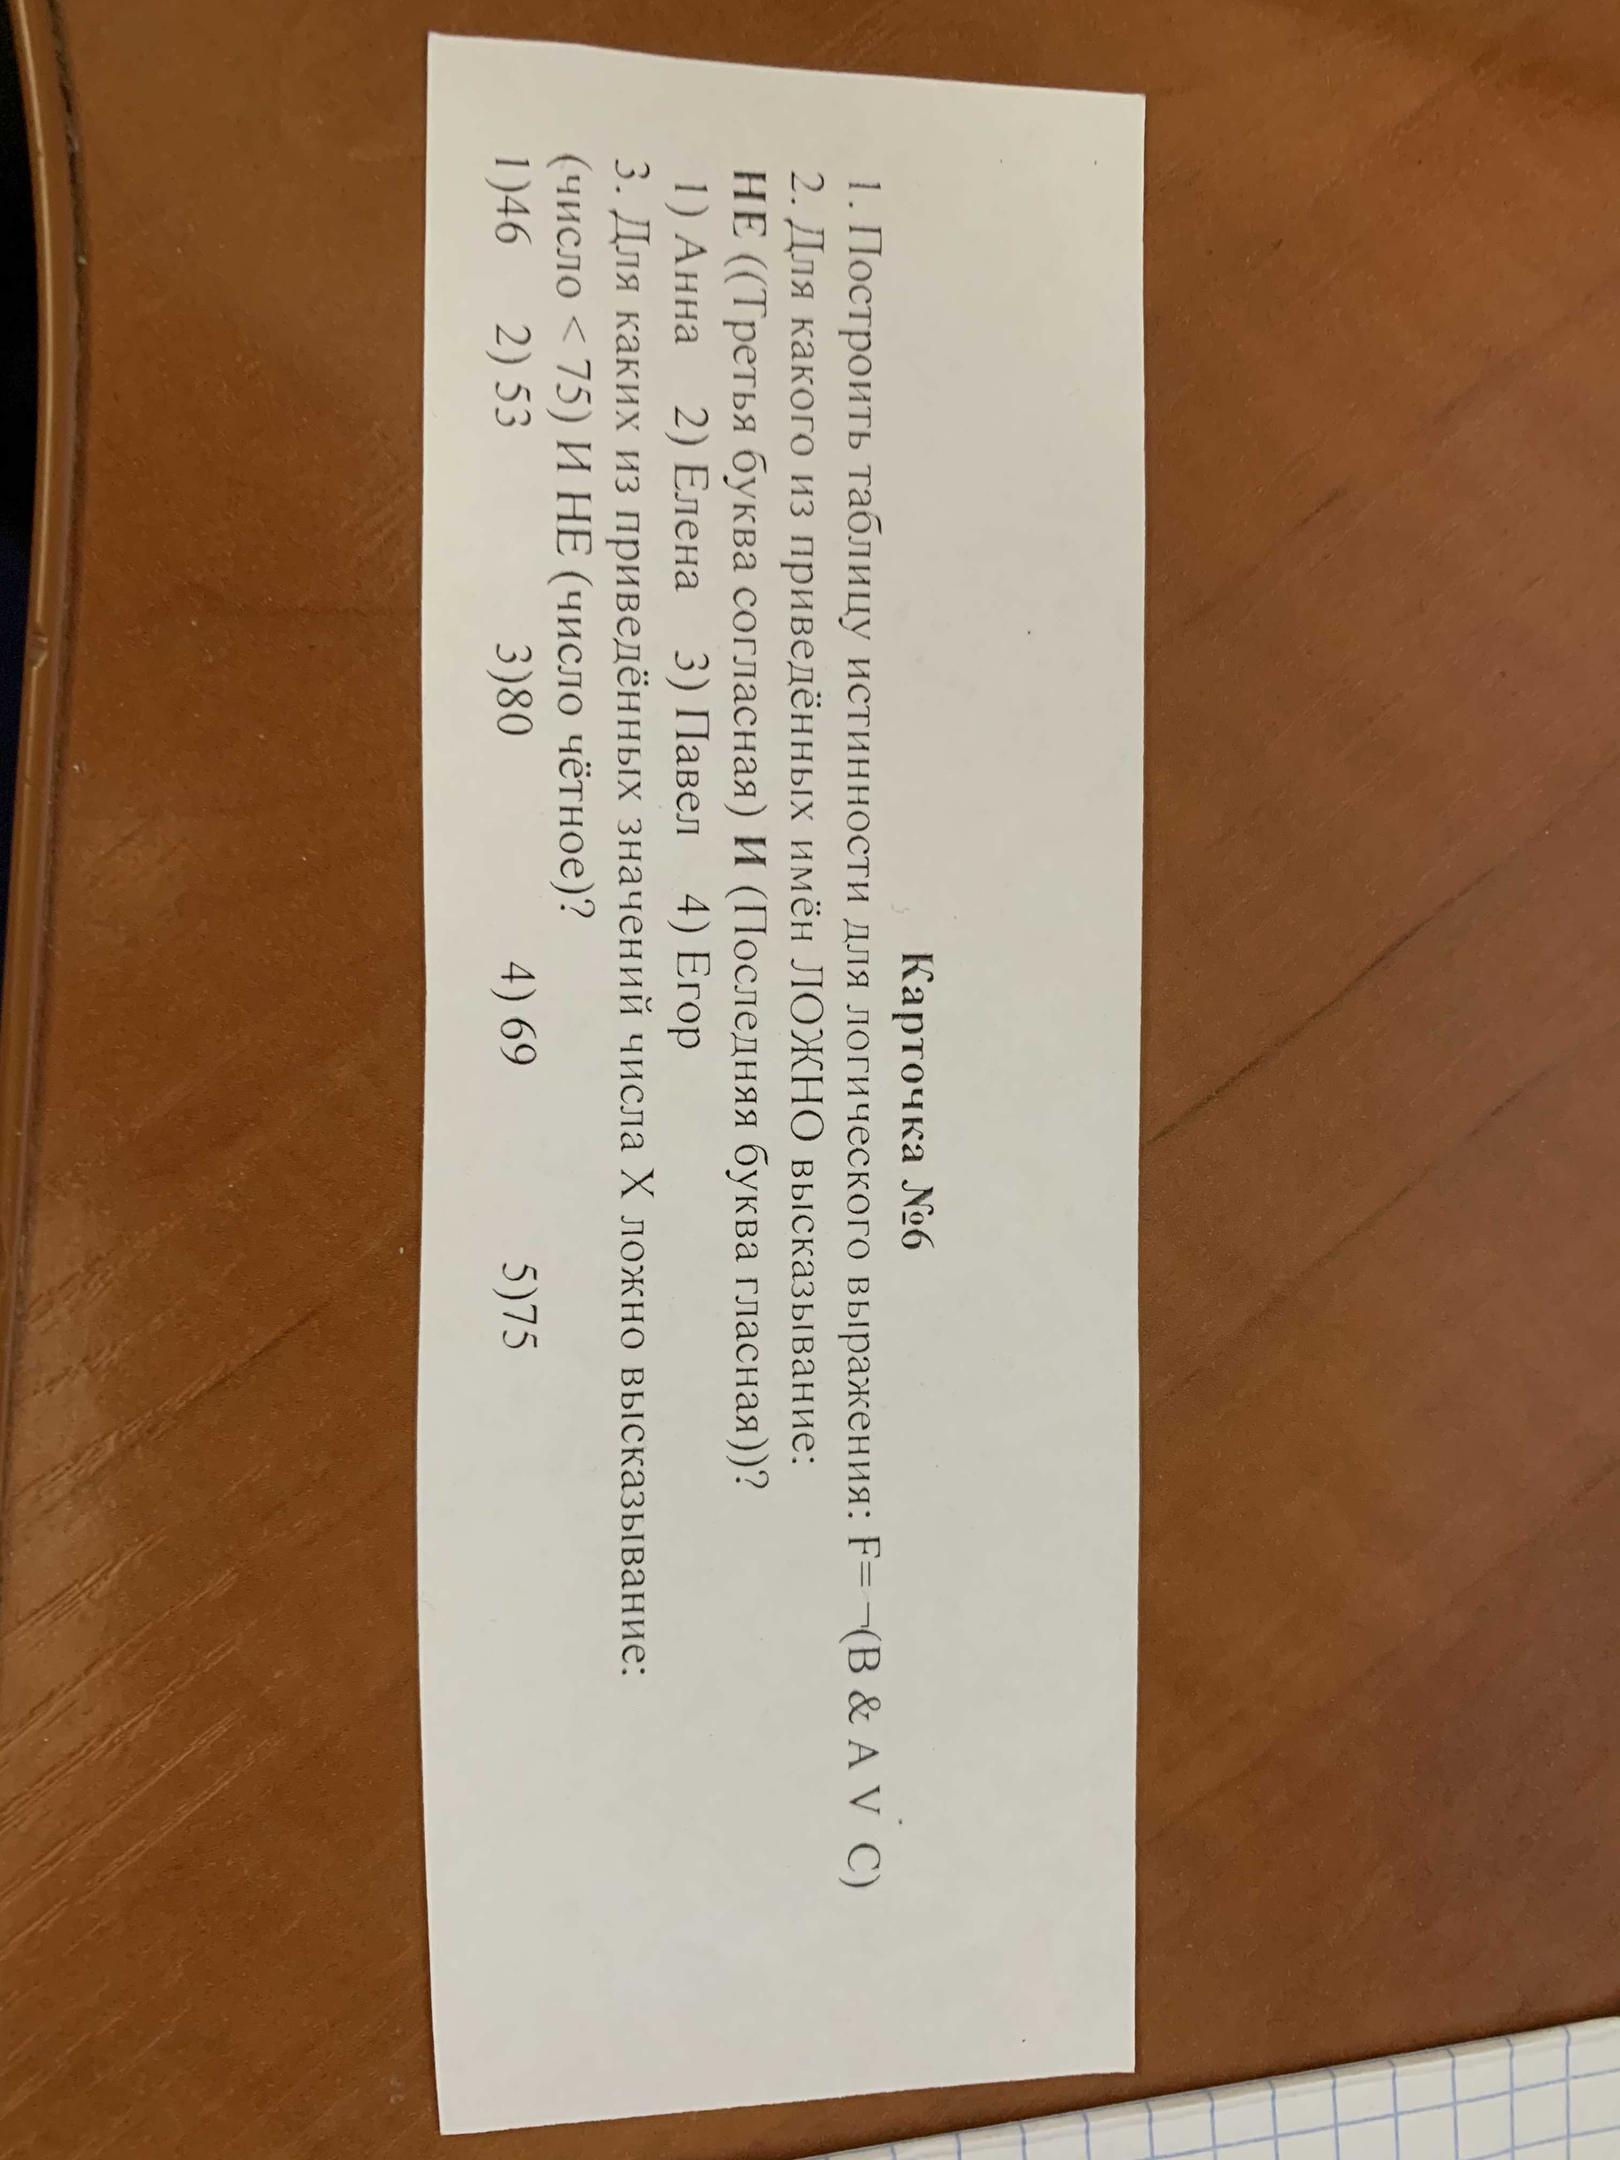 Карточка №6
1. Построить таблицу истинности для логического выражения: F=¬(B & A V C)
2. Для какого из приведённых имён ЛОЖНО высказывание:
НЕ ((Третья буква согласная) И (Последняя буква гласная))?
1) Анна 2) Елена 3) Павел 4) Егор
3. Для каких из приведённых значений числа X ложно высказывание:
(число < 75) И НЕ (число чётное)?
1)46 2) 53 3)80 4) 69 5)75